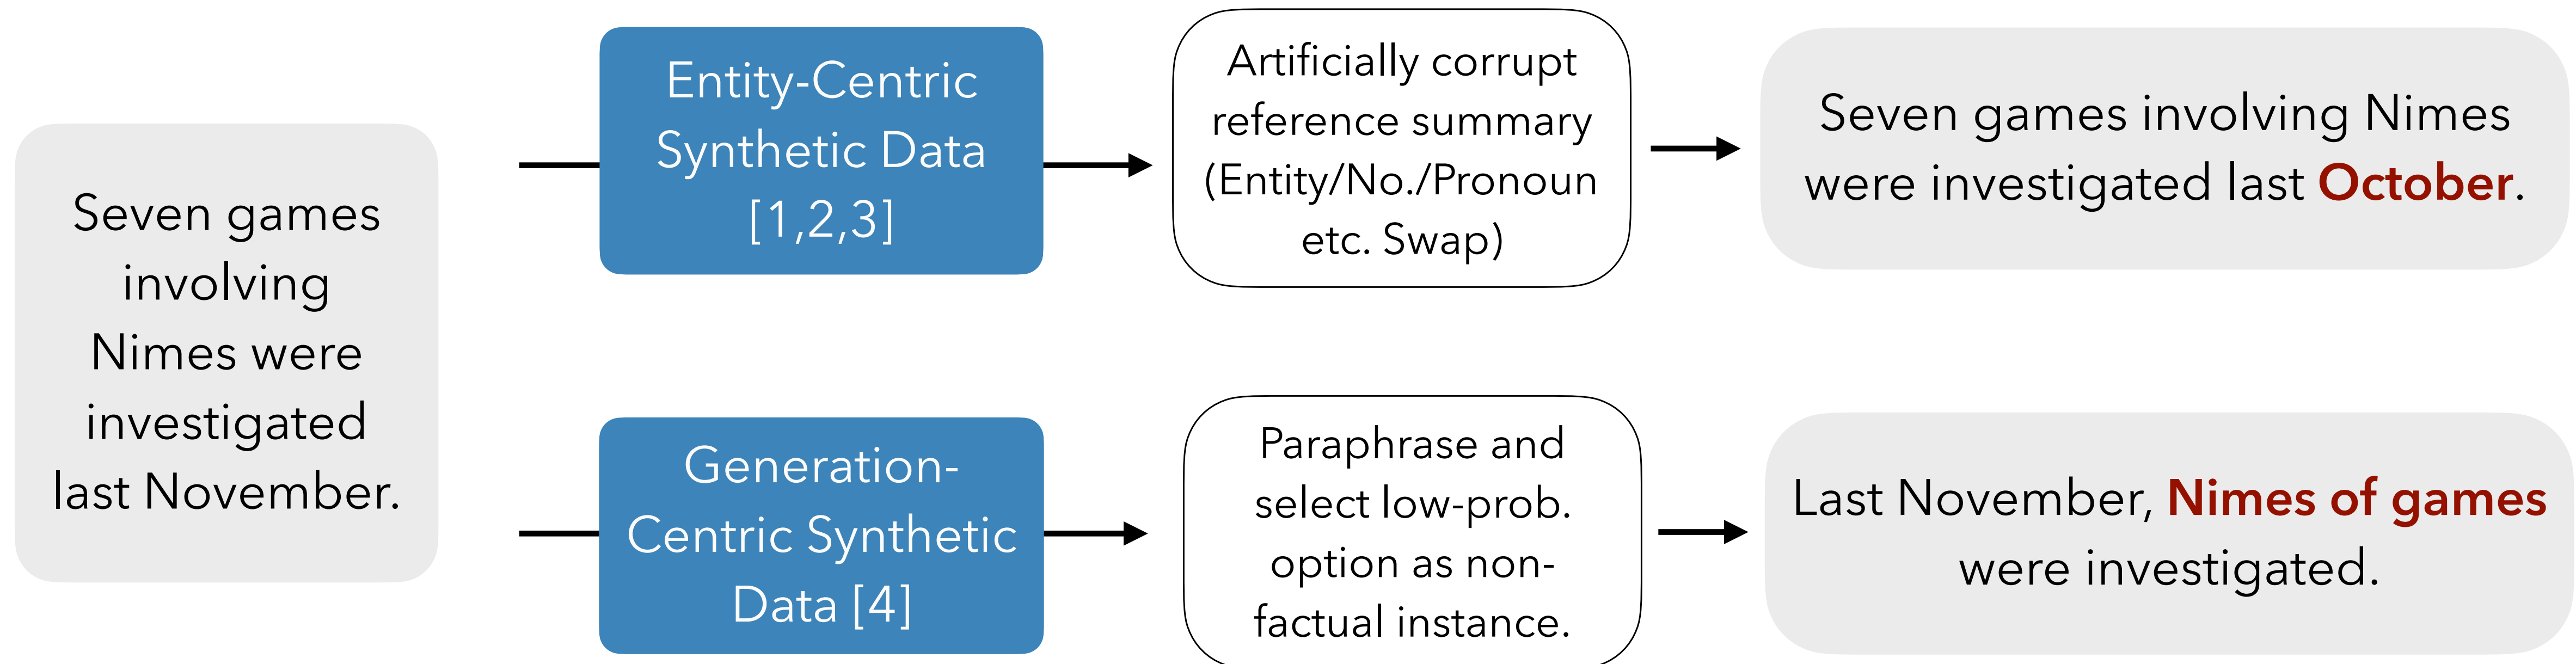 Seven games
involving
Nimes were
investigated
last November.
Entity-Centric
Synthetic Data
[1,2,3]
Artificially corrupt
reference summary
(Entity/No./Pronoun
etc. Swap)
Seven games involving Nimes
were investigated last October.
Generation-
Centric Synthetic
Data [4]
Paraphrase and
select low-prob.
option as non-
factual instance.
Last November, Nimes of games
were investigated.